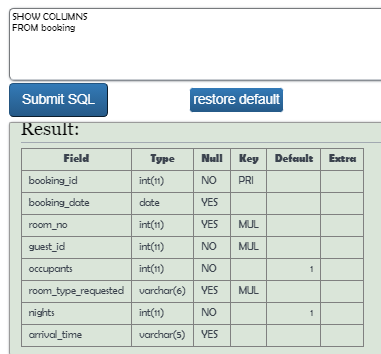 SHOW COLUMNS
FROM booking
Submit SQL restore default
Result:
Field Type Null Key Default Extra
booking_id int(11) NO PRI
booking_date date YES
room_no int(11) YES MUL
guest_id int(11) NO MUL
occupants int(11) NO 1
room_type_requested varchar(6) YES MUL
nights int(11) NO 1
arrival_time varchar(5) YES